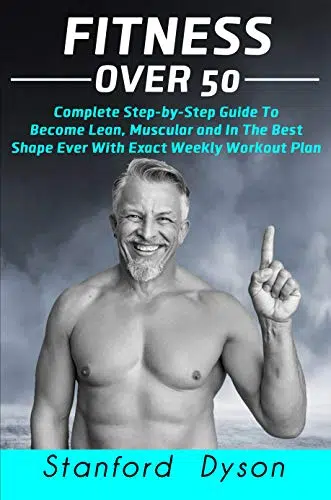 FITNESS
OVER 50
Complete Step-by-Step Guide To
Become Lean, Muscular and In The Best
Shape Ever With Exact Weekly Workout Plan
Stanford Dyson